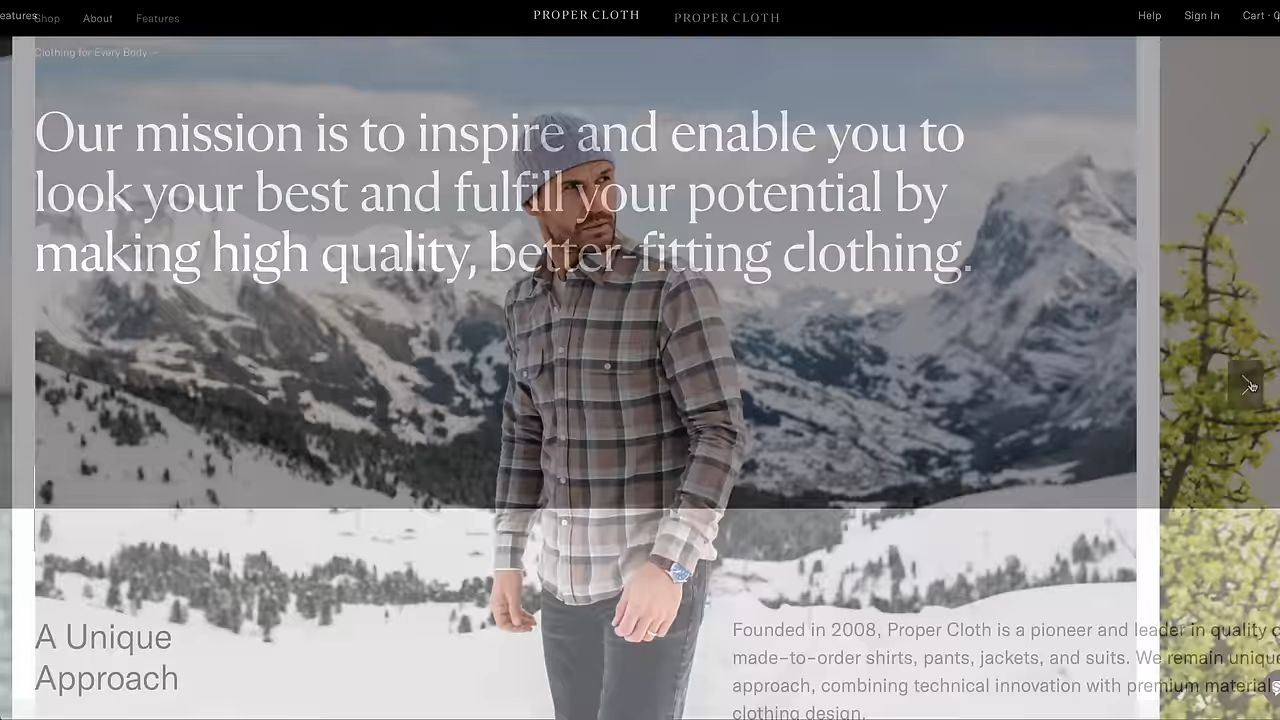 eatures
Shop
About
Features
PROPER CLOTH
PROPER CLOTH
Help
Sign In
Cart ·
Clothing for Every Body –
Our mission is to inspire and enable you to
look your best and fulfill your potential by
making high quality, better-fitting clothing.
A Unique
Approach
Founded in 2008, Proper Cloth is a pioneer and leader in quality
made-to-order shirts, pants, jackets, and suits. We remain unique
approach, combining technical innovation with premium materials
clothing design.